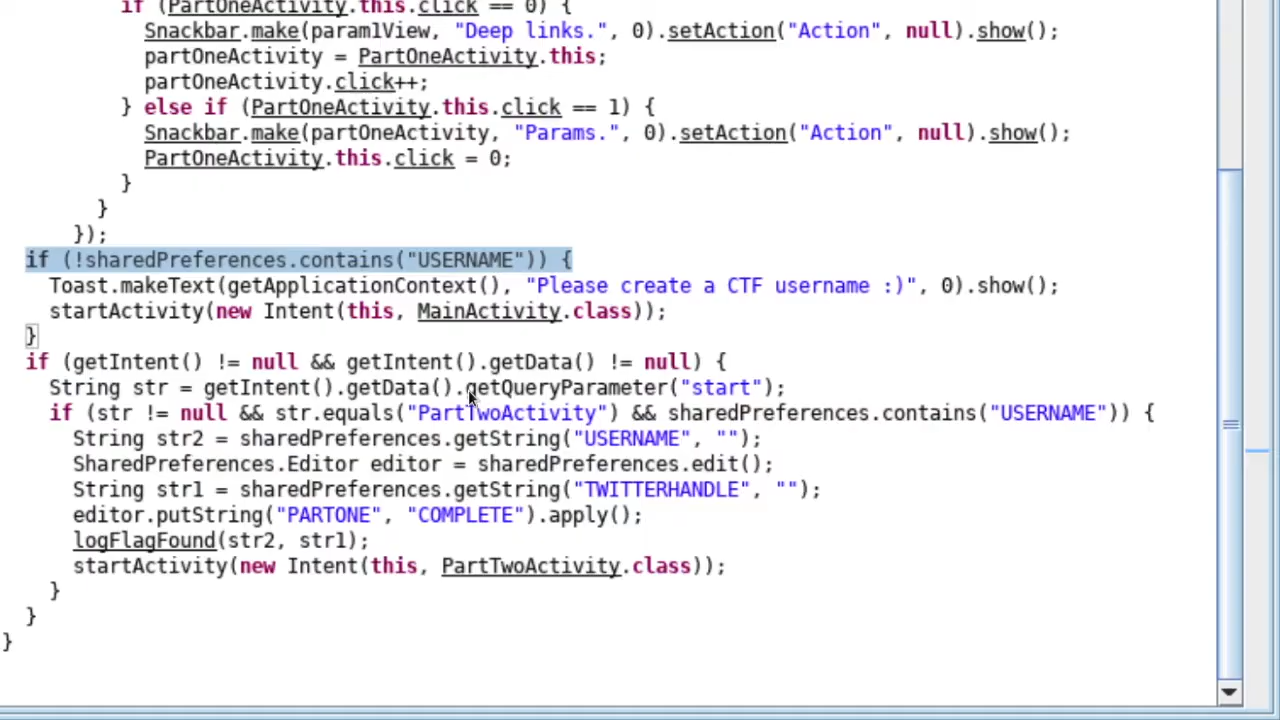 if (PartOneActivity.this.click == 0) {
Snackbar.make(param1View, "Deep links.", 0).setAction("Action", null).show();
partOneActivity = PartOneActivity.this;
partOneActivity.click++;
} else if (PartOneActivity.this.click == 1) {
Snackbar.make(partOneActivity, "Params.", 0).setAction("Action", null).show();
PartOneActivity.this.click = 0;
}
}
});
if (!sharedPreferences.contains("USERNAME")) {
Toast.makeText(getApplicationContext(), "Please create a CTF username :)", 0).show();
startActivity(new Intent(this, MainActivity.class));
}
if (getIntent() != null && getIntent().getData() != null) {
String str = getIntent().getData().getQueryParameter("start");
if (str != null && str.equals("PartTwoActivity") && sharedPreferences.contains("USERNAME")) {
String str2 = sharedPreferences.getString("USERNAME", "");
SharedPreferences.Editor editor = sharedPreferences.edit();
String str1 = sharedPreferences.getString("TWITTERHANDLE", "");
editor.putString("PARTONE", "COMPLETE").apply();
logFlagFound(str2, str1);
startActivity(new Intent(this, PartTwoActivity.class));
}
}
}